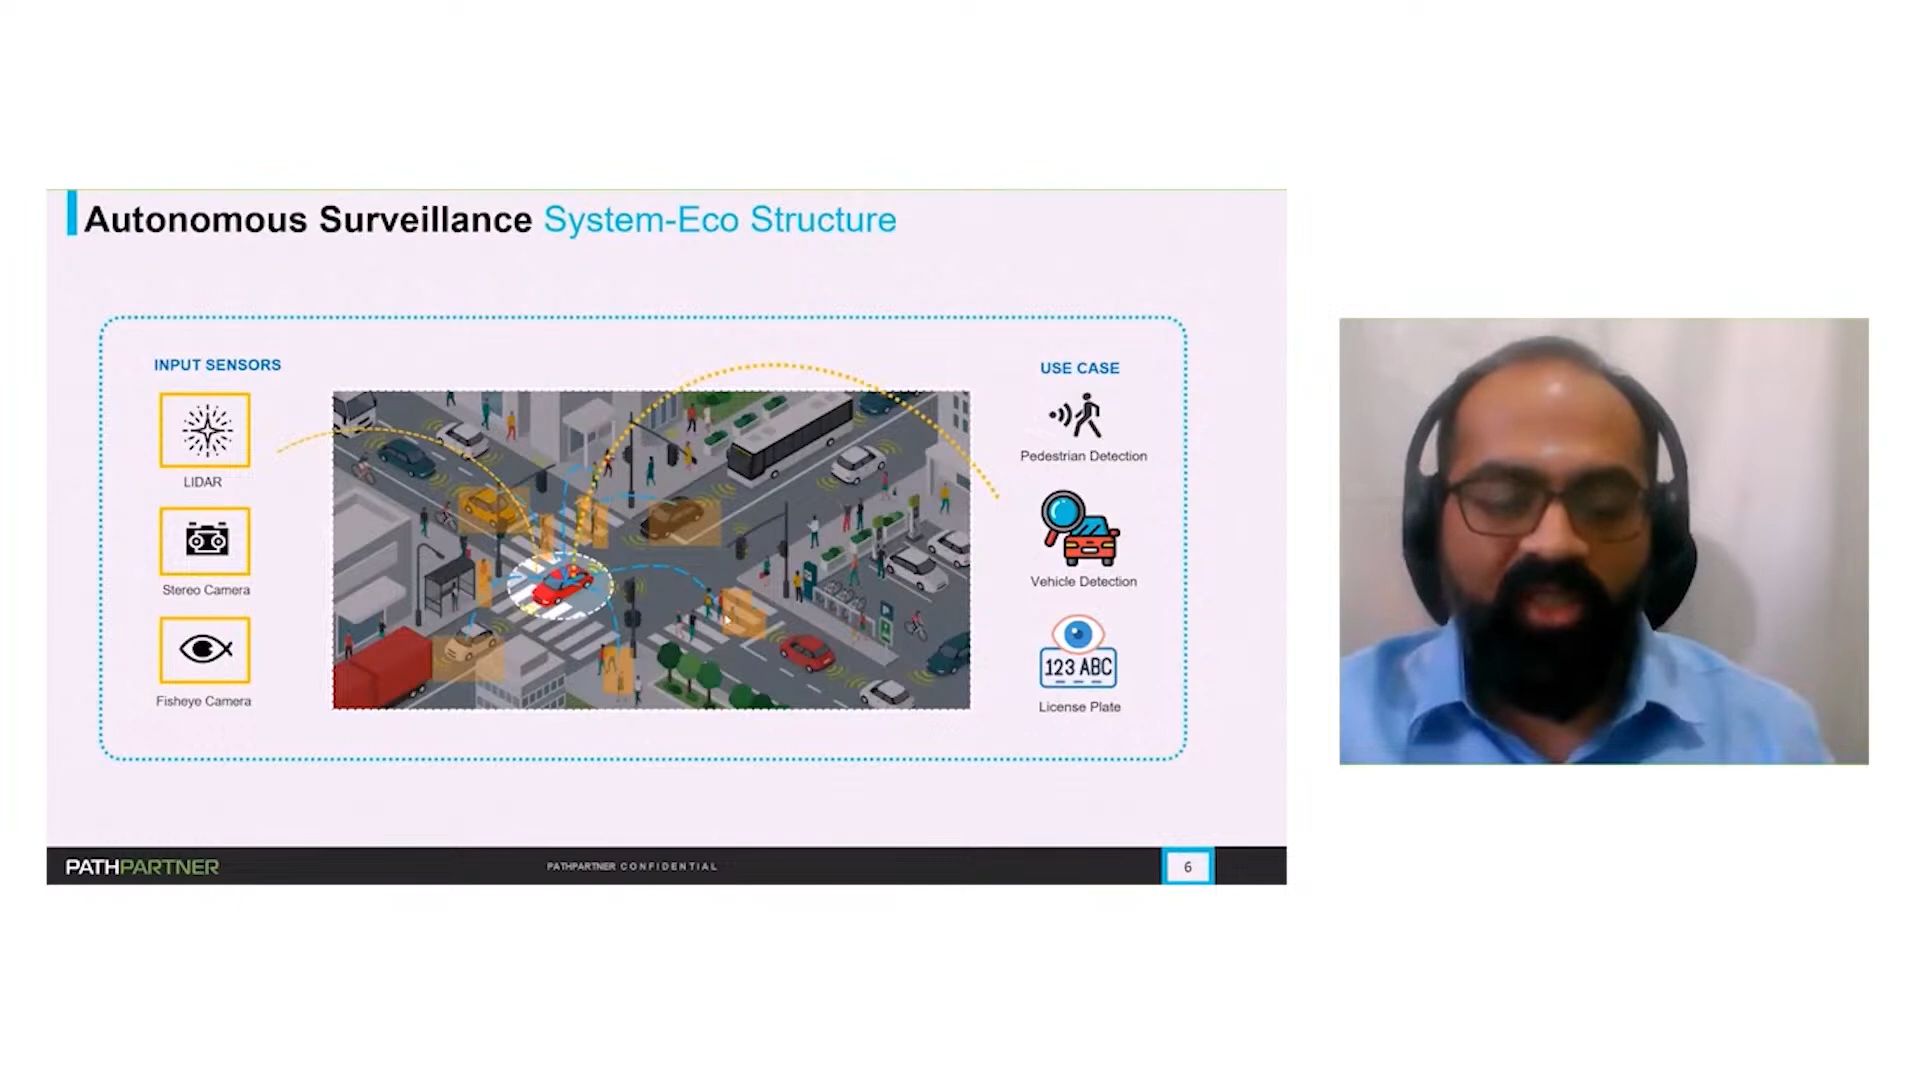 Autonomous Surveillance System-Eco Structure
INPUT SENSORS
LIDAR
Stereo Camera
Fisheye Camera
USE CASE
Pedestrian Detection
Vehicle Detection
123 ABC
License Plate
PATHPARTNER
PATHPARTNER CONFIDENTIAL
6